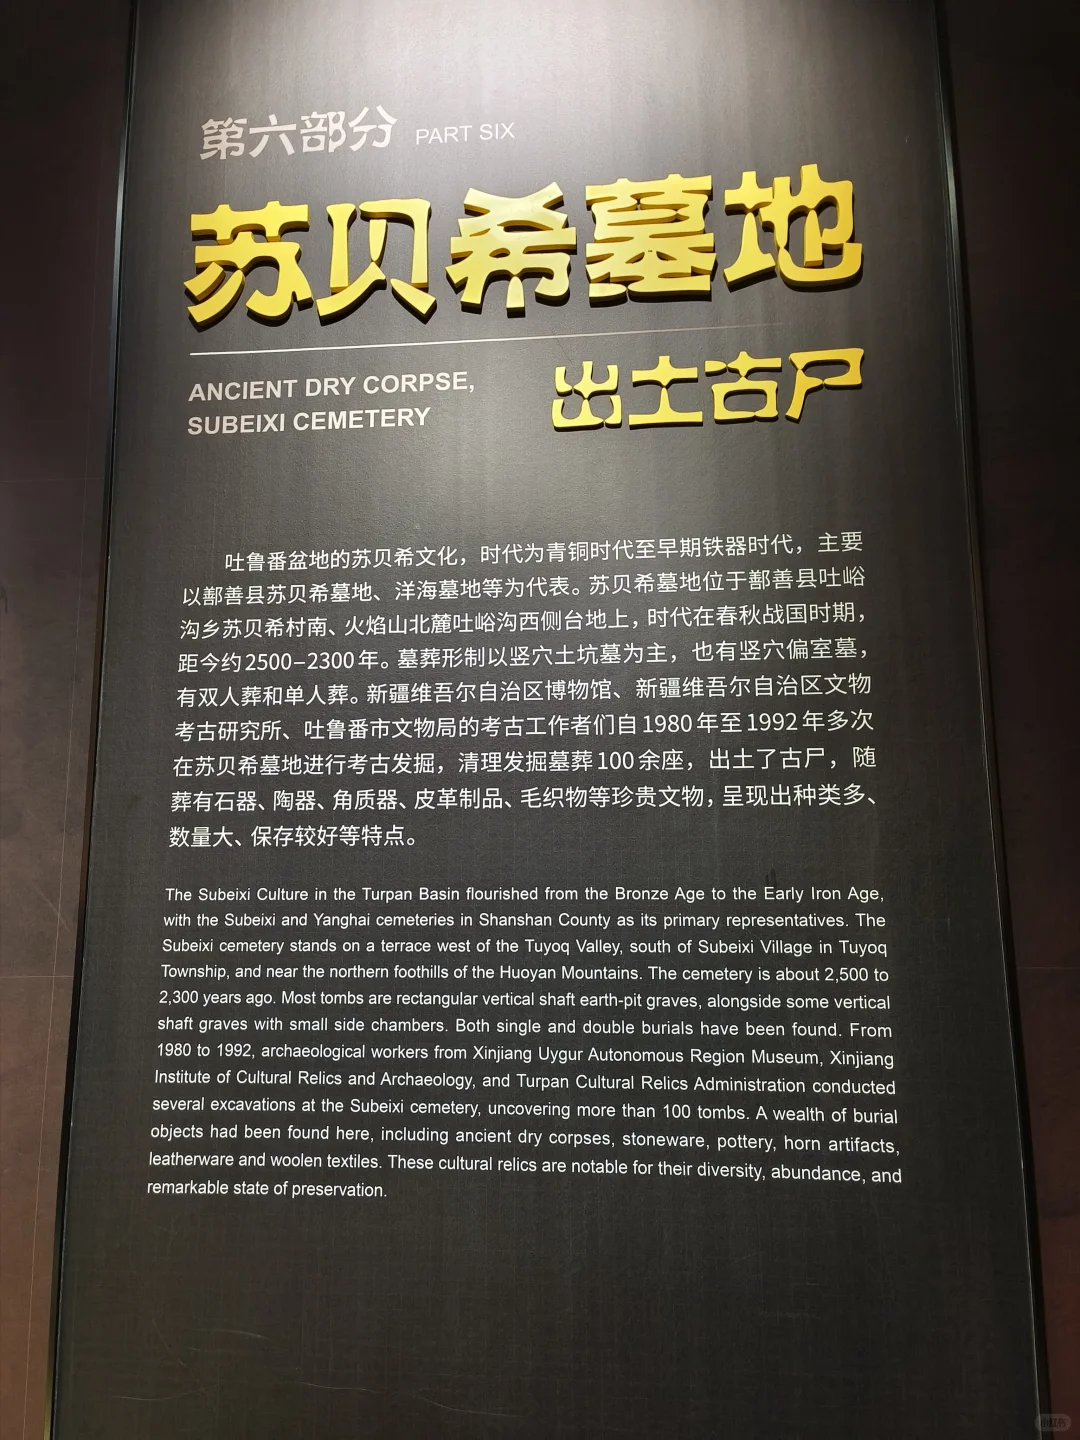 第六部分 PART SIX
苏贝希墓地
出土古尸
ANCIENT DRY CORPSE,
SUBEIXI CEMETERY
吐鲁番盆地的苏贝希文化，时代为青铜时代至早期铁器时代，主要
以鄯善县苏贝希墓地、洋海墓地等为代表。苏贝希墓地位于鄯善县吐峪
沟乡苏贝希村南、火焰山北麓吐峪沟西侧台地上，时代在春秋战国时期，
距今约2500–2300年。墓葬形制以竖穴土坑墓为主，也有竖穴偏室墓，
有双人葬和单人葬。新疆维吾尔自治区博物馆、新疆维吾尔自治区文物
考古研究所、吐鲁番市文物局的考古工作者们自1980年至1992年多次
在苏贝希墓地进行考古发掘，清理发掘墓葬100余座，出土了古尸，随
葬有石器、陶器、角质器、皮革制品、毛织物等珍贵文物，呈现出种类多、
数量大、保存较好等特点。
The Subeixi Culture in the Turpan Basin flourished from the Bronze Age to the Early Iron Age,
with the Subeixi and Yanghai cemeteries in Shanshan County as its primary representatives. The
Subeixi cemetery stands on a terrace west of the Tuyoq Valley, south of Subeixi Village in Tuyoq
Township, and near the northern foothills of the Huoyan Mountains. The cemetery is about 2,500 to
2,300 years ago. Most tombs are rectangular vertical shaft earth-pit graves, alongside some vertical
shaft graves with small side chambers. Both single and double burials have been found. From
1980 to 1992, archaeological workers from Xinjiang Uygur Autonomous Region Museum, Xinjiang
Institute of Cultural Relics and Archaeology, and Turpan Cultural Relics Administration conducted
several excavations at the Subeixi cemetery, uncovering more than 100 tombs. A wealth of burial
objects had been found here, including ancient dry corpses, stoneware, pottery, horn artifacts,
leatherware and woolen textiles. These cultural relics are notable for their diversity, abundance, and
remarkable state of preservation.
小红书